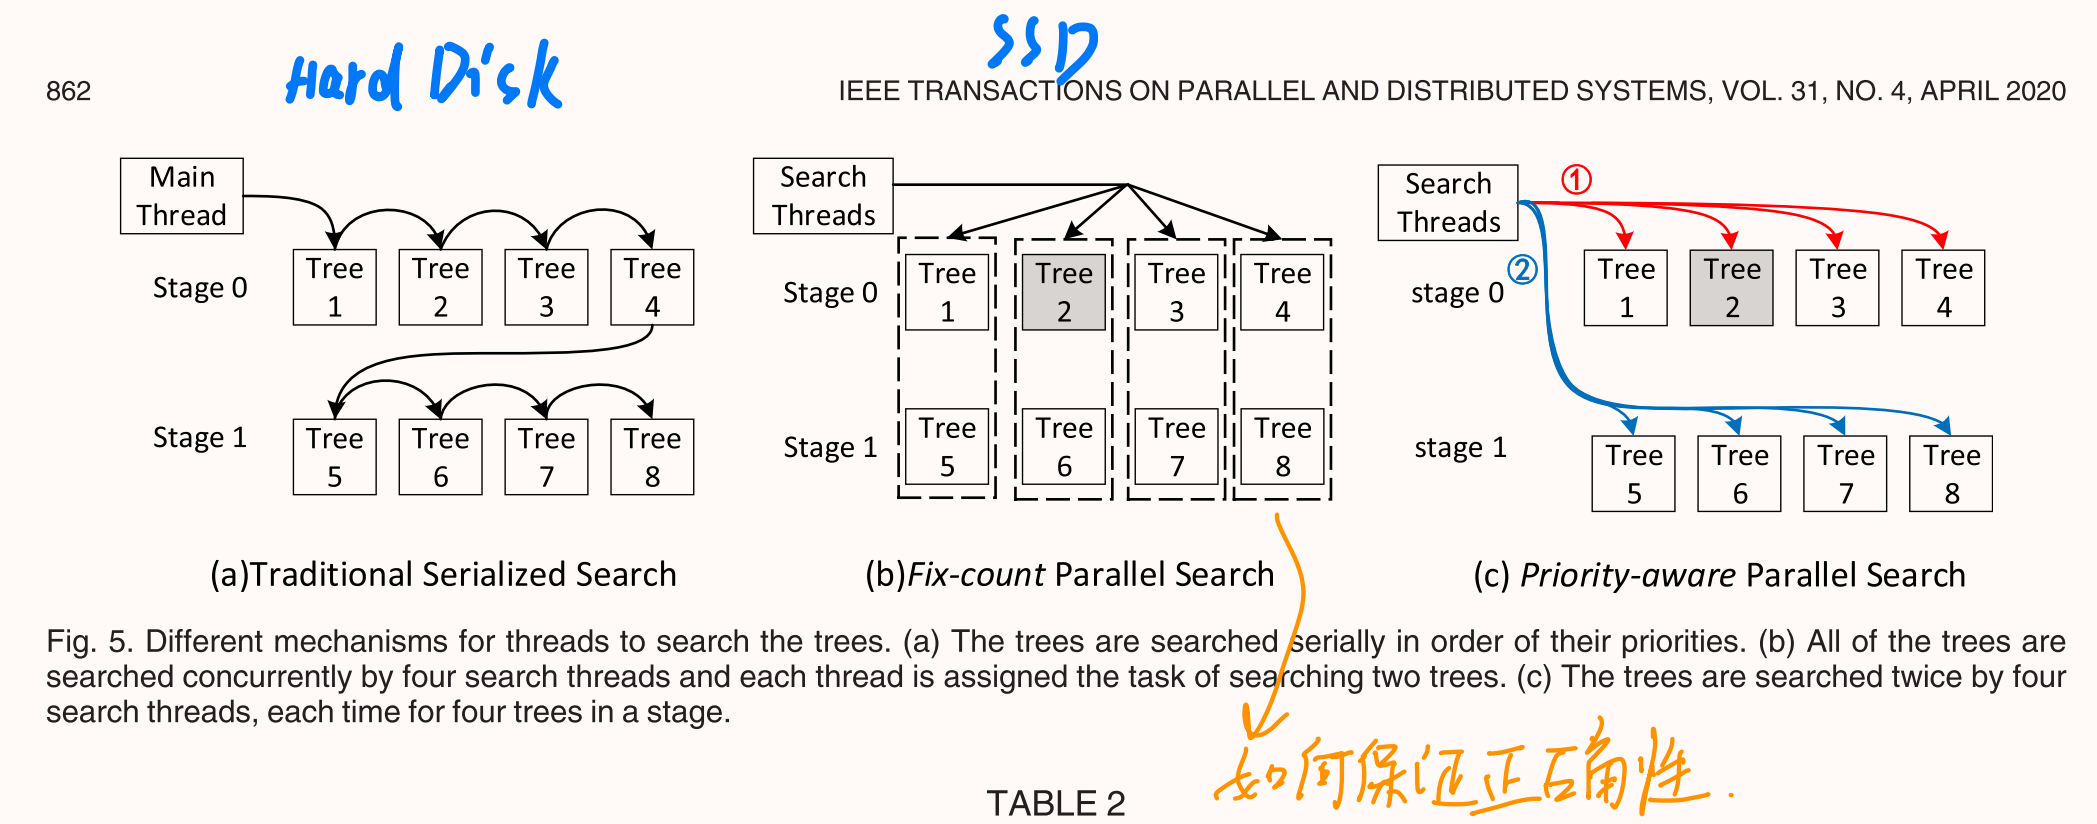 Hard Disk
SSD
862
IEEE TRANSACTIONS ON PARALLEL AND DISTRIBUTED SYSTEMS, VOL. 31, NO. 4, APRIL 2020
Main
Thread
Stage 0
Tree
1
Tree
2
Tree
3
Tree
4
Stage 1
Tree
5
Tree
6
Tree
7
Tree
8
(a)Traditional Serialized Search
Search
Threads
Stage 0
Tree
1
Tree
2
Tree
3
Tree
4
Stage 1
Tree
5
Tree
6
Tree
7
Tree
8
(b)Fix-count Parallel Search
Search
Threads
①
②
stage 0
Tree
1
Tree
2
Tree
3
Tree
4
stage 1
Tree
5
Tree
6
Tree
7
Tree
8
(c) Priority-aware Parallel Search
Fig. 5. Different mechanisms for threads to search the trees. (a) The trees are searched serially in order of their priorities. (b) All of the trees are
searched concurrently by four search threads and each thread is assigned the task of searching two trees. (c) The trees are searched twice by four
search threads, each time for four trees in a stage.
如何保证正确性.
TABLE 2